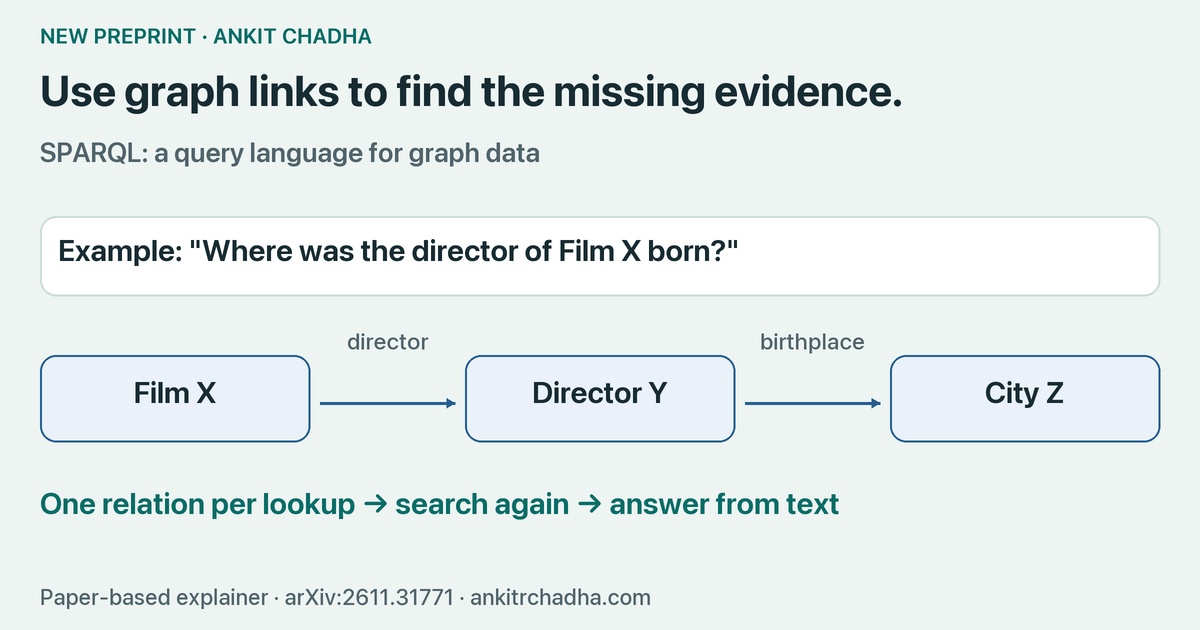 NEW PREPRINT · ANKIT CHADHA
Use graph links to find the missing evidence.
SPARQL: a query language for graph data
Example: "Where was the director of Film X born?"
director
birthplace
Film X
Director Y
City Z
One relation per lookup → search again → answer from text
Paper-based explainer · arXiv:2611.31771 · ankitrchadha.com